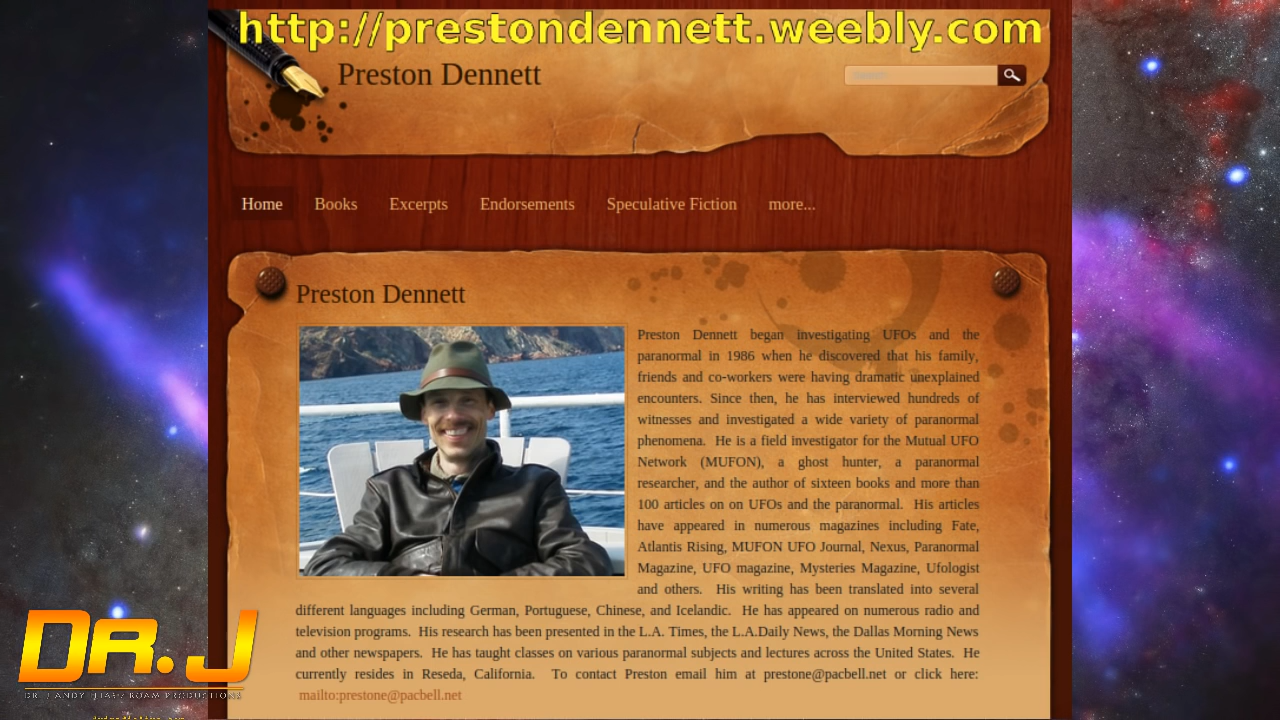 http://prestondennett.weebly.com
Preston Dennett
Home Books Excerpts Endorsements Speculative Fiction more...
Preston Dennett
Preston Dennett began investigating UFOs and the
paranormal in 1986 when he discovered that his family,
friends and co-workers were having dramatic unexplained
encounters. Since then, he has interviewed hundreds of
witnesses and investigated a wide variety of paranormal
phenomena. He is a field investigator for the Mutual UFO
Network (MUFON), a ghost hunter, a paranormal
researcher, and the author of sixteen books and more than
100 articles on on UFOs and the paranormal. His articles
have appeared in numerous magazines including Fate,
Atlantis Rising, MUFON UFO Journal, Nexus, Paranormal
Magazine, UFO magazine, Mysteries Magazine, Ufologist
and others. His writing has been translated into several
different languages including German, Portuguese, Chinese, and Icelandic. He has appeared on numerous radio and
television programs. His research has been presented in the L.A. Times, the L.A.Daily News, the Dallas Morning News
and other newspapers. He has taught classes on various paranormal subjects and lectures across the United States. He
currently resides in Reseda, California. To contact Preston email him at prestone@pacbell.net or click here:
mailto:prestone@pacbell.net
DR. J
PRODUCTIONS